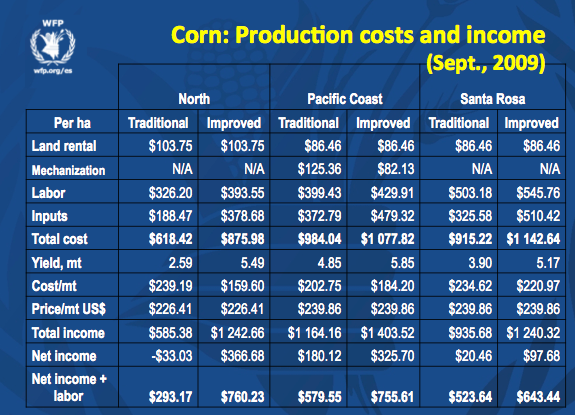 WFP
wfp.org/es
Corn: Production costs and income
(Sept., 2009)
North Pacific Coast Santa Rosa
Per ha Traditional Improved Traditional Improved Traditional Improved
Land rental $103.75 $103.75 $86.46 $86.46 $86.46 $86.46
Mechanization N/A N/A $125.36 $82.13 N/A N/A
Labor $326.20 $393.55 $399.43 $429.91 $503.18 $545.76
Inputs $188.47 $378.68 $372.79 $479.32 $325.58 $510.42
Total cost $618.42 $875.98 $984.04 $1 077.82 $915.22 $1 142.64
Yield, mt 2.59 5.49 4.85 5.85 3.90 5.17
Cost/mt $239.19 $159.60 $202.75 $184.20 $234.62 $220.97
Price/mt US$ $226.41 $226.41 $239.86 $239.86 $239.86 $239.86
Total income $585.38 $1 242.66 $1 164.16 $1 403.52 $935.68 $1 240.32
Net income -$33.03 $366.68 $180.12 $325.70 $20.46 $97.68
Net income +
labor $293.17 $760.23 $579.55 $755.61 $523.64 $643.44